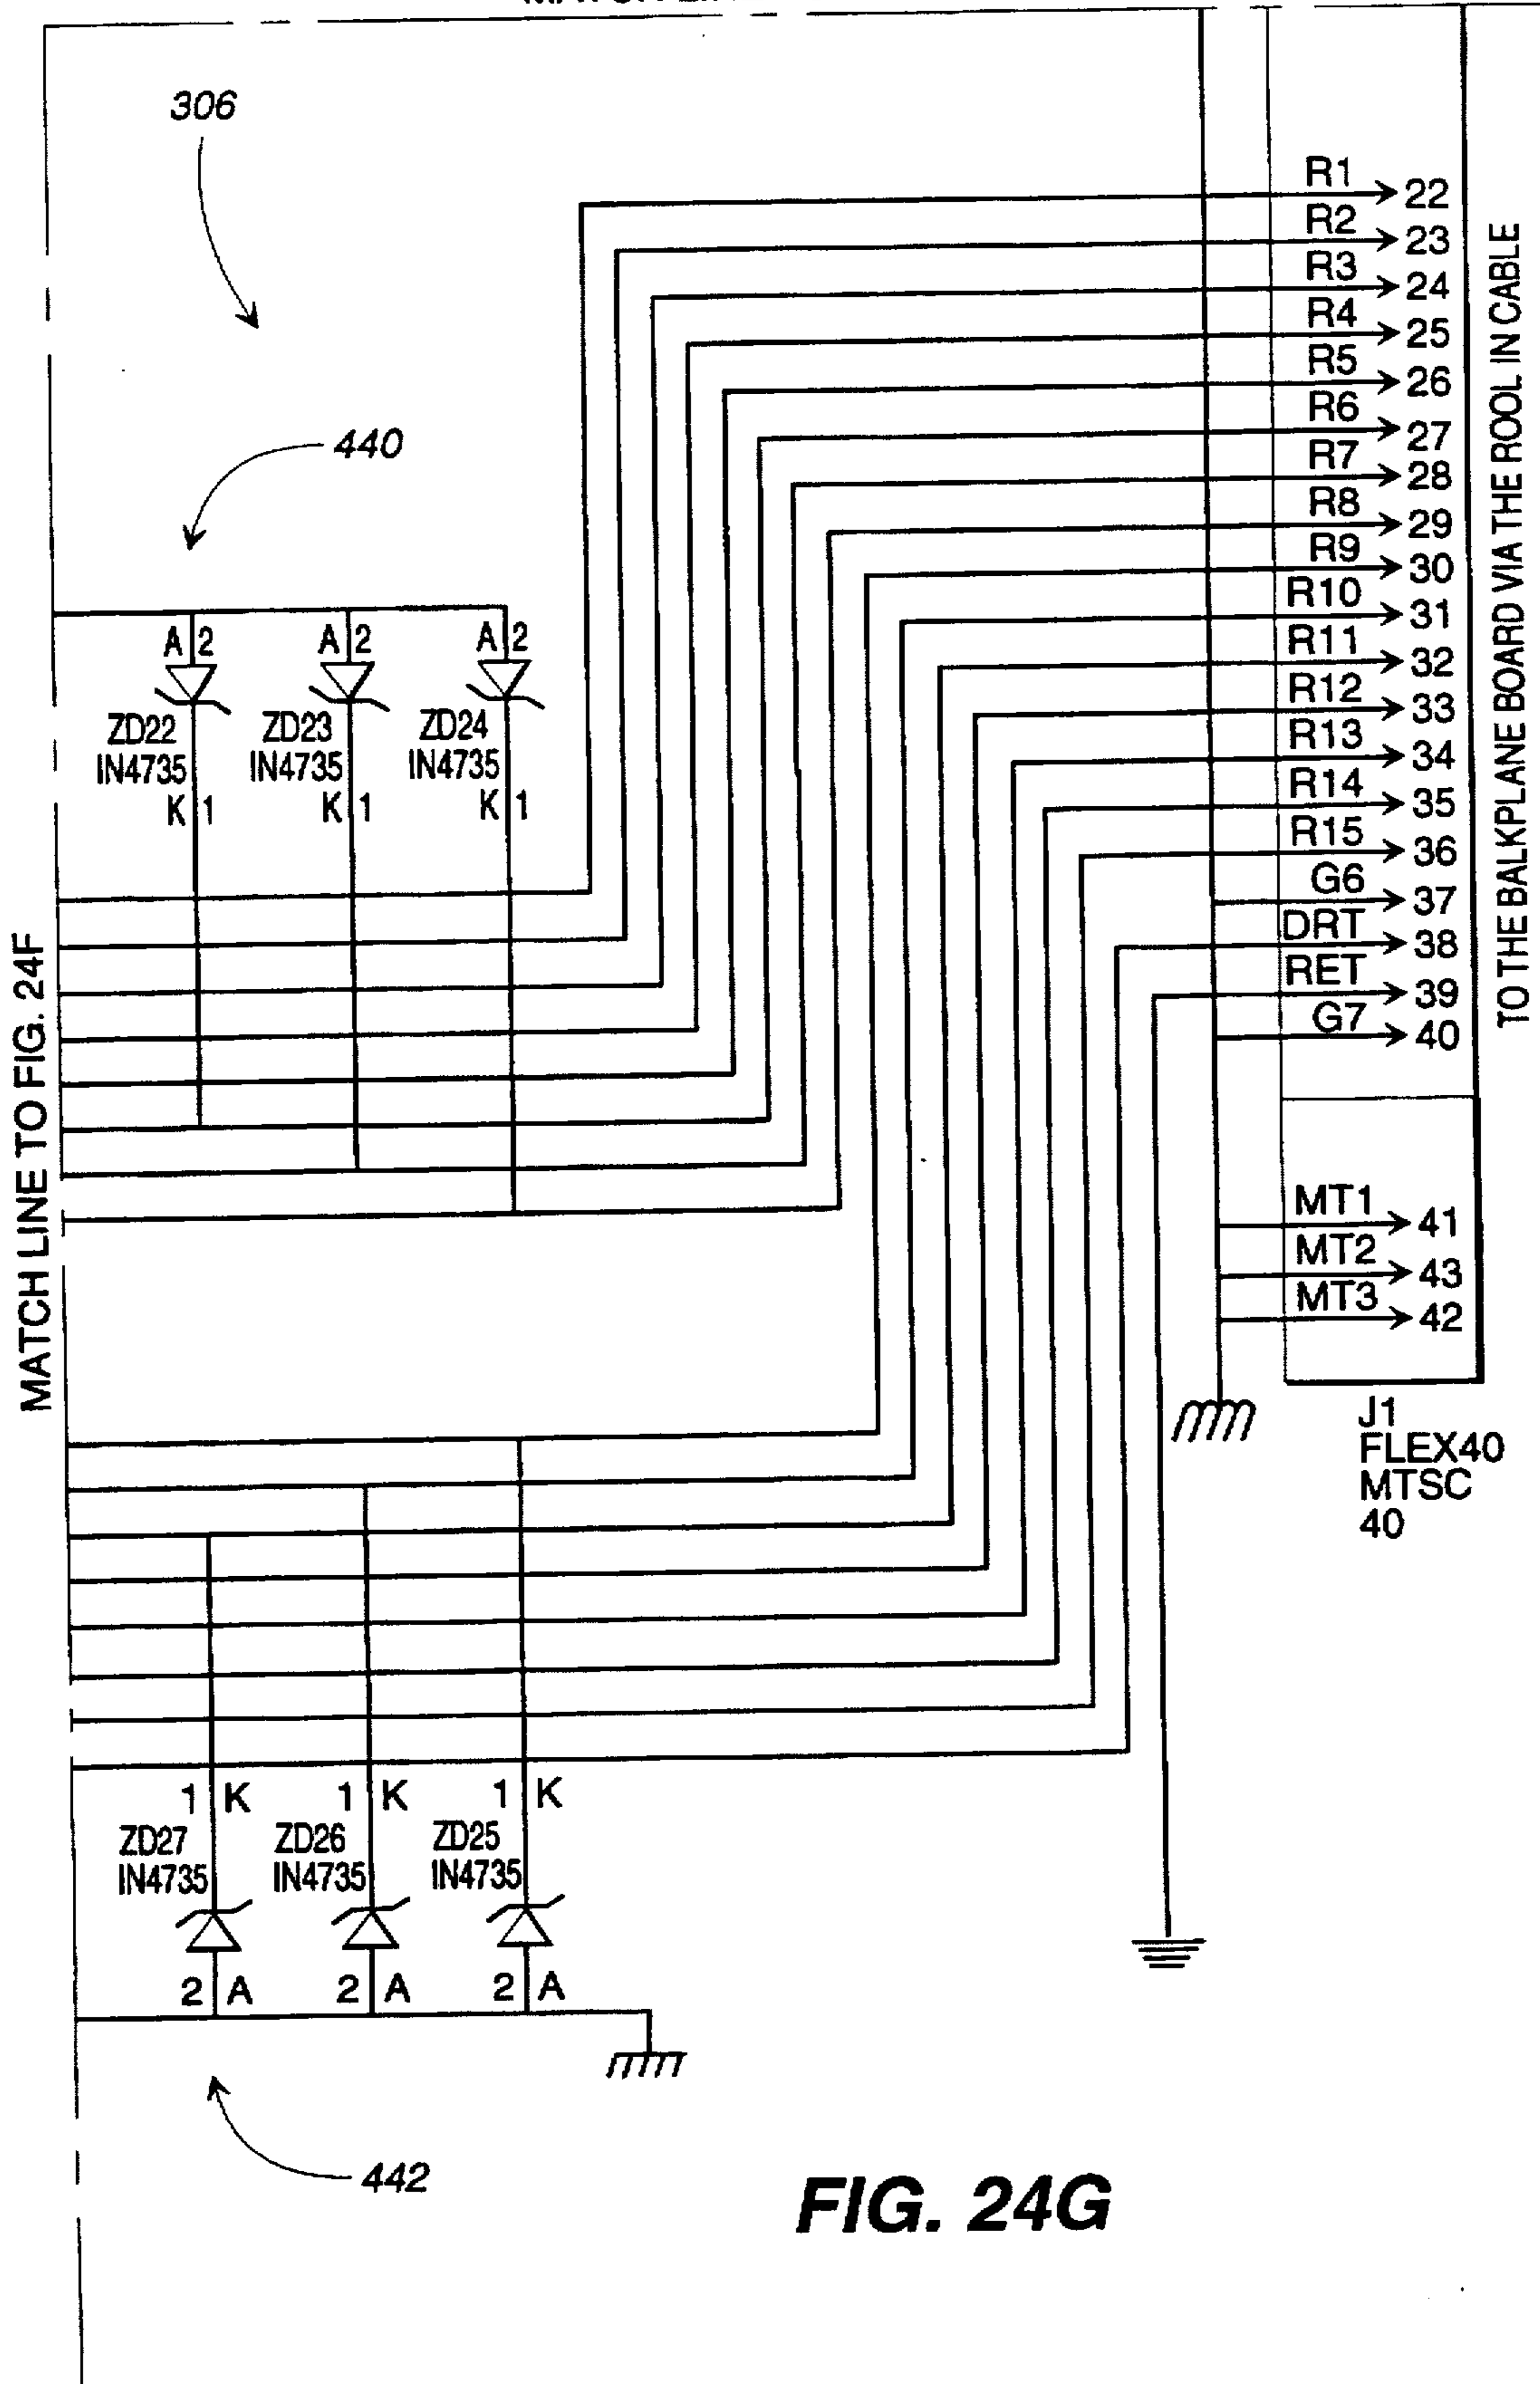 306
440
R1 22
R2 23
R3 24
R4 25
R5 26
R6 27
R7 28
R8 29
R9 30
R10 31
R11 32
R12 33
R13 34
R14 35
R15 36
G6 37
DRT 38
RET 39
G7 40
MT1 41
MT2 43
MT3 42
J1
FLEX40
MTSC
40
TO THE BALKPLANE BOARD VIA THE ROOL IN CABLE
A 2 A 2 A 2
ZD22 ZD23 ZD24
IN4735 IN4735 IN4735
K 1 K 1 K 1
MATCH LINE TO FIG. 24F
1 K 1 K 1 K
ZD27 ZD26 ZD25
IN4735 IN4735 IN4735
2 A 2 A 2 A
442
FIG. 24G